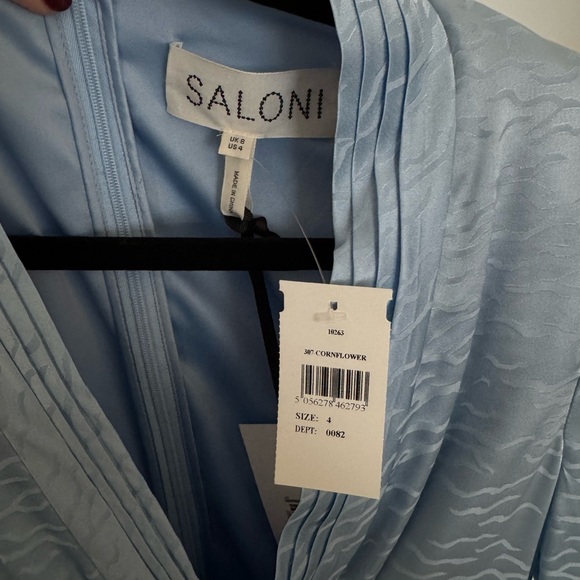 SALONI
UK 8
US 4
MADE IN CHINA
10263
307 CORNFLOWER
5 056278 462793
SIZE: 4
DEPT: 0082